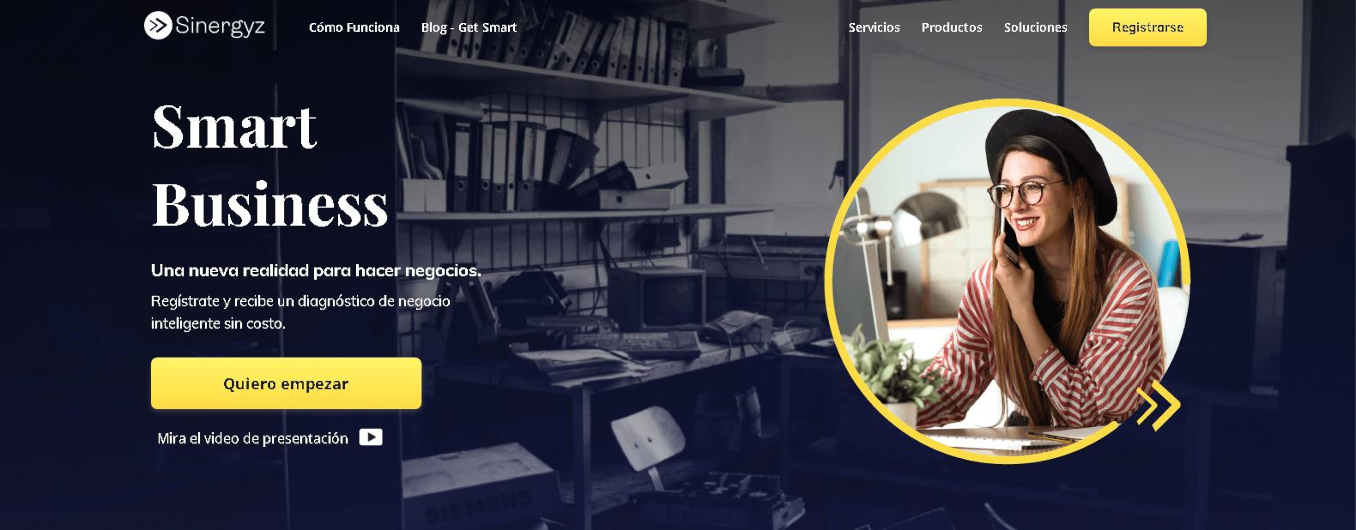 Sinergyz
Cómo Funciona
Blog - Get Smart
Servicios
Productos
Soluciones
Registrarse
Smart
Business
Una nueva realidad para hacer negocios.
Regístrate y recibe un diagnóstico de negocio
inteligente sin costo.
Quiero empezar
Mira el video de presentación
SIEMENS